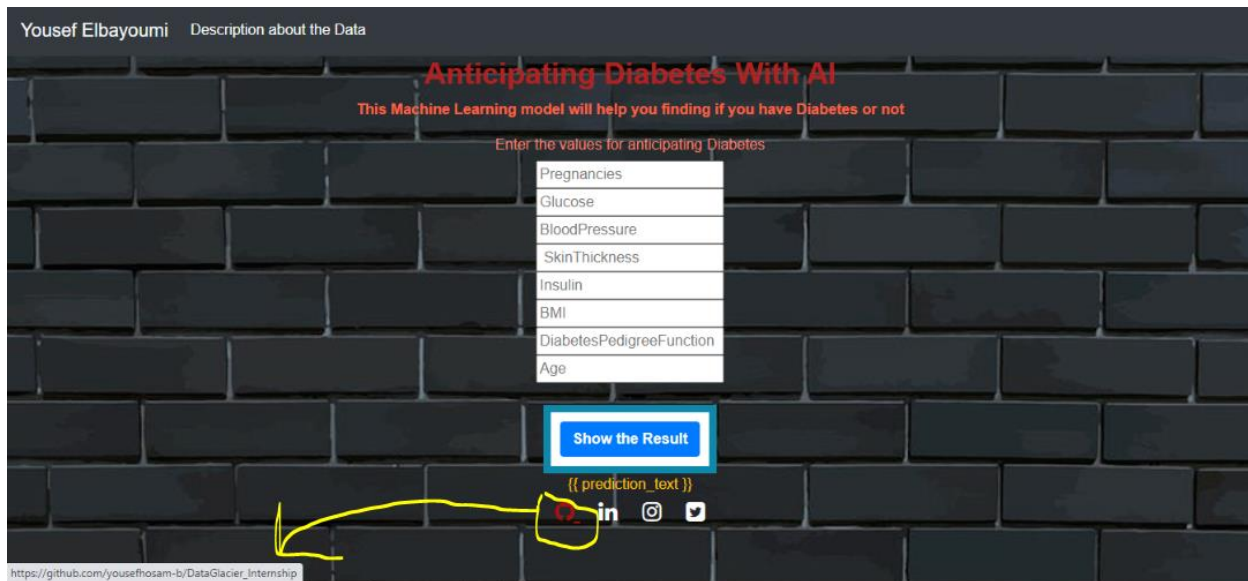 Yousef Elbayoumi Description about the Data
Anticipating Diabetes With AI
This Machine Learning model will help you finding if you have Diabetes or not
Enter the values for anticipating Diabetes
Pregnancies
Glucose
BloodPressure
SkinThickness
Insulin
BMI
DiabetesPedigreeFunction
Age
Show the Result
{{ prediction_text }}
in
https://github.com/yousefhosam-b/DataGlacier_Internship